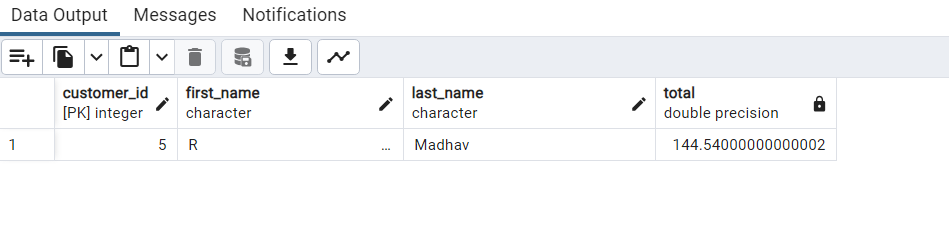 Data Output Messages Notifications
customer_id first_name last_name total
[PK] integer character character double precision
1 5 R ... Madhav 144.54000000000002